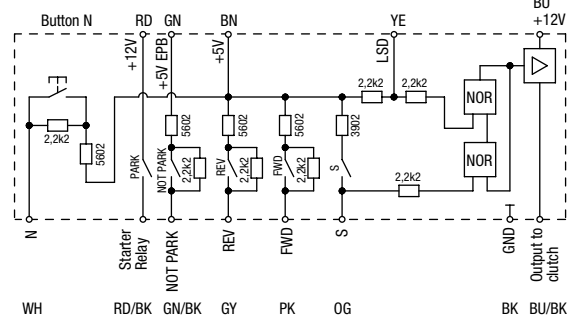 BU
Button N RD GN BN YE +12V
+12V
+5V EPB
+5V
LSD
2,2k2 2,2k2
NOR
2,2k2
5602
5602
5602
5602
3902
NOR
PARK
NOT PARK
2,2k2
REV
2,2k2
FWD
2,2k2
S
2,2k2
N
Starter
Relay
NOT PARK
REV
FWD
S
GND
Output to
clutch
WH RD/BK GN/BK GY PK OG BK BU/BK